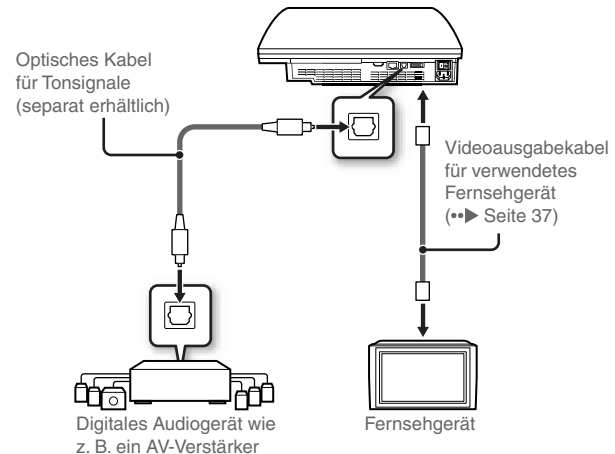 Optisches Kabel
für Tonsignale
(separat erhältlich)
Videoausgabekabel
für verwendetes
Fernsehgerät
(••▶ Seite 37)
Digitales Audiogerät wie
z. B. ein AV-Verstärker
Fernsehgerät